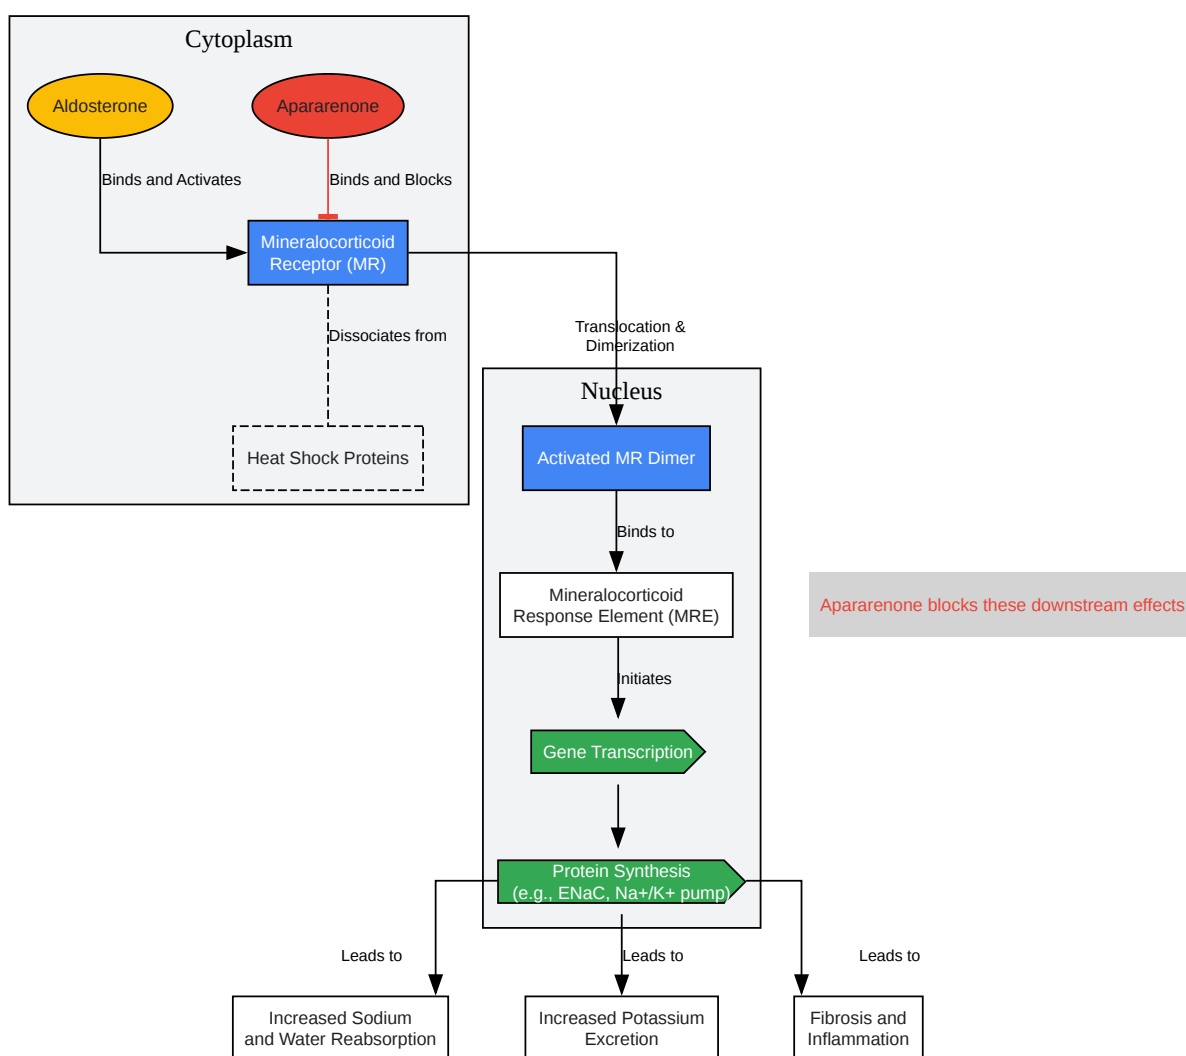 Cytoplasm
Aldosterone
Apararenone
Binds and Activates
Binds and Blocks
Mineralocorticoid
Receptor (MR)
Dissociates from
Translocation &
Dimerization
Heat Shock Proteins
Nucleus
Activated MR Dimer
Binds to
Mineralocorticoid
Response Element (MRE)
Apararenone blocks these downstream effects
Initiates
Gene Transcription
Protein Synthesis
(e.g., ENaC, Na+/K+ pump)
Leads to
Leads to
Leads to
Increased Sodium
and Water Reabsorption
Increased Potassium
Excretion
Fibrosis and
Inflammation